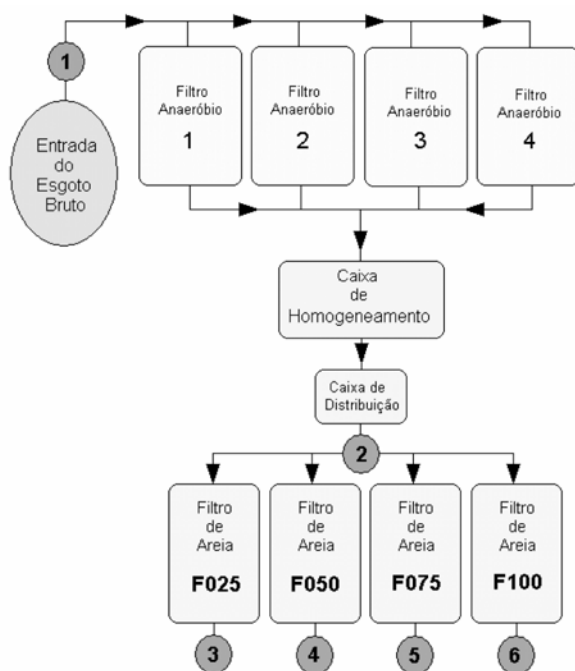 1
Entrada
do
Esgoto
Bruto
Filtro
Anaeróbio
1
Filtro
Anaeróbio
2
Filtro
Anaeróbio
3
Filtro
Anaeróbio
4
Caixa
de
Homogeneamento
Caixa de
Distribuição
2
Filtro
de
Areia
F025
Filtro
de
Areia
F050
Filtro
de
Areia
F075
Filtro
de
Areia
F100
3
4
5
6